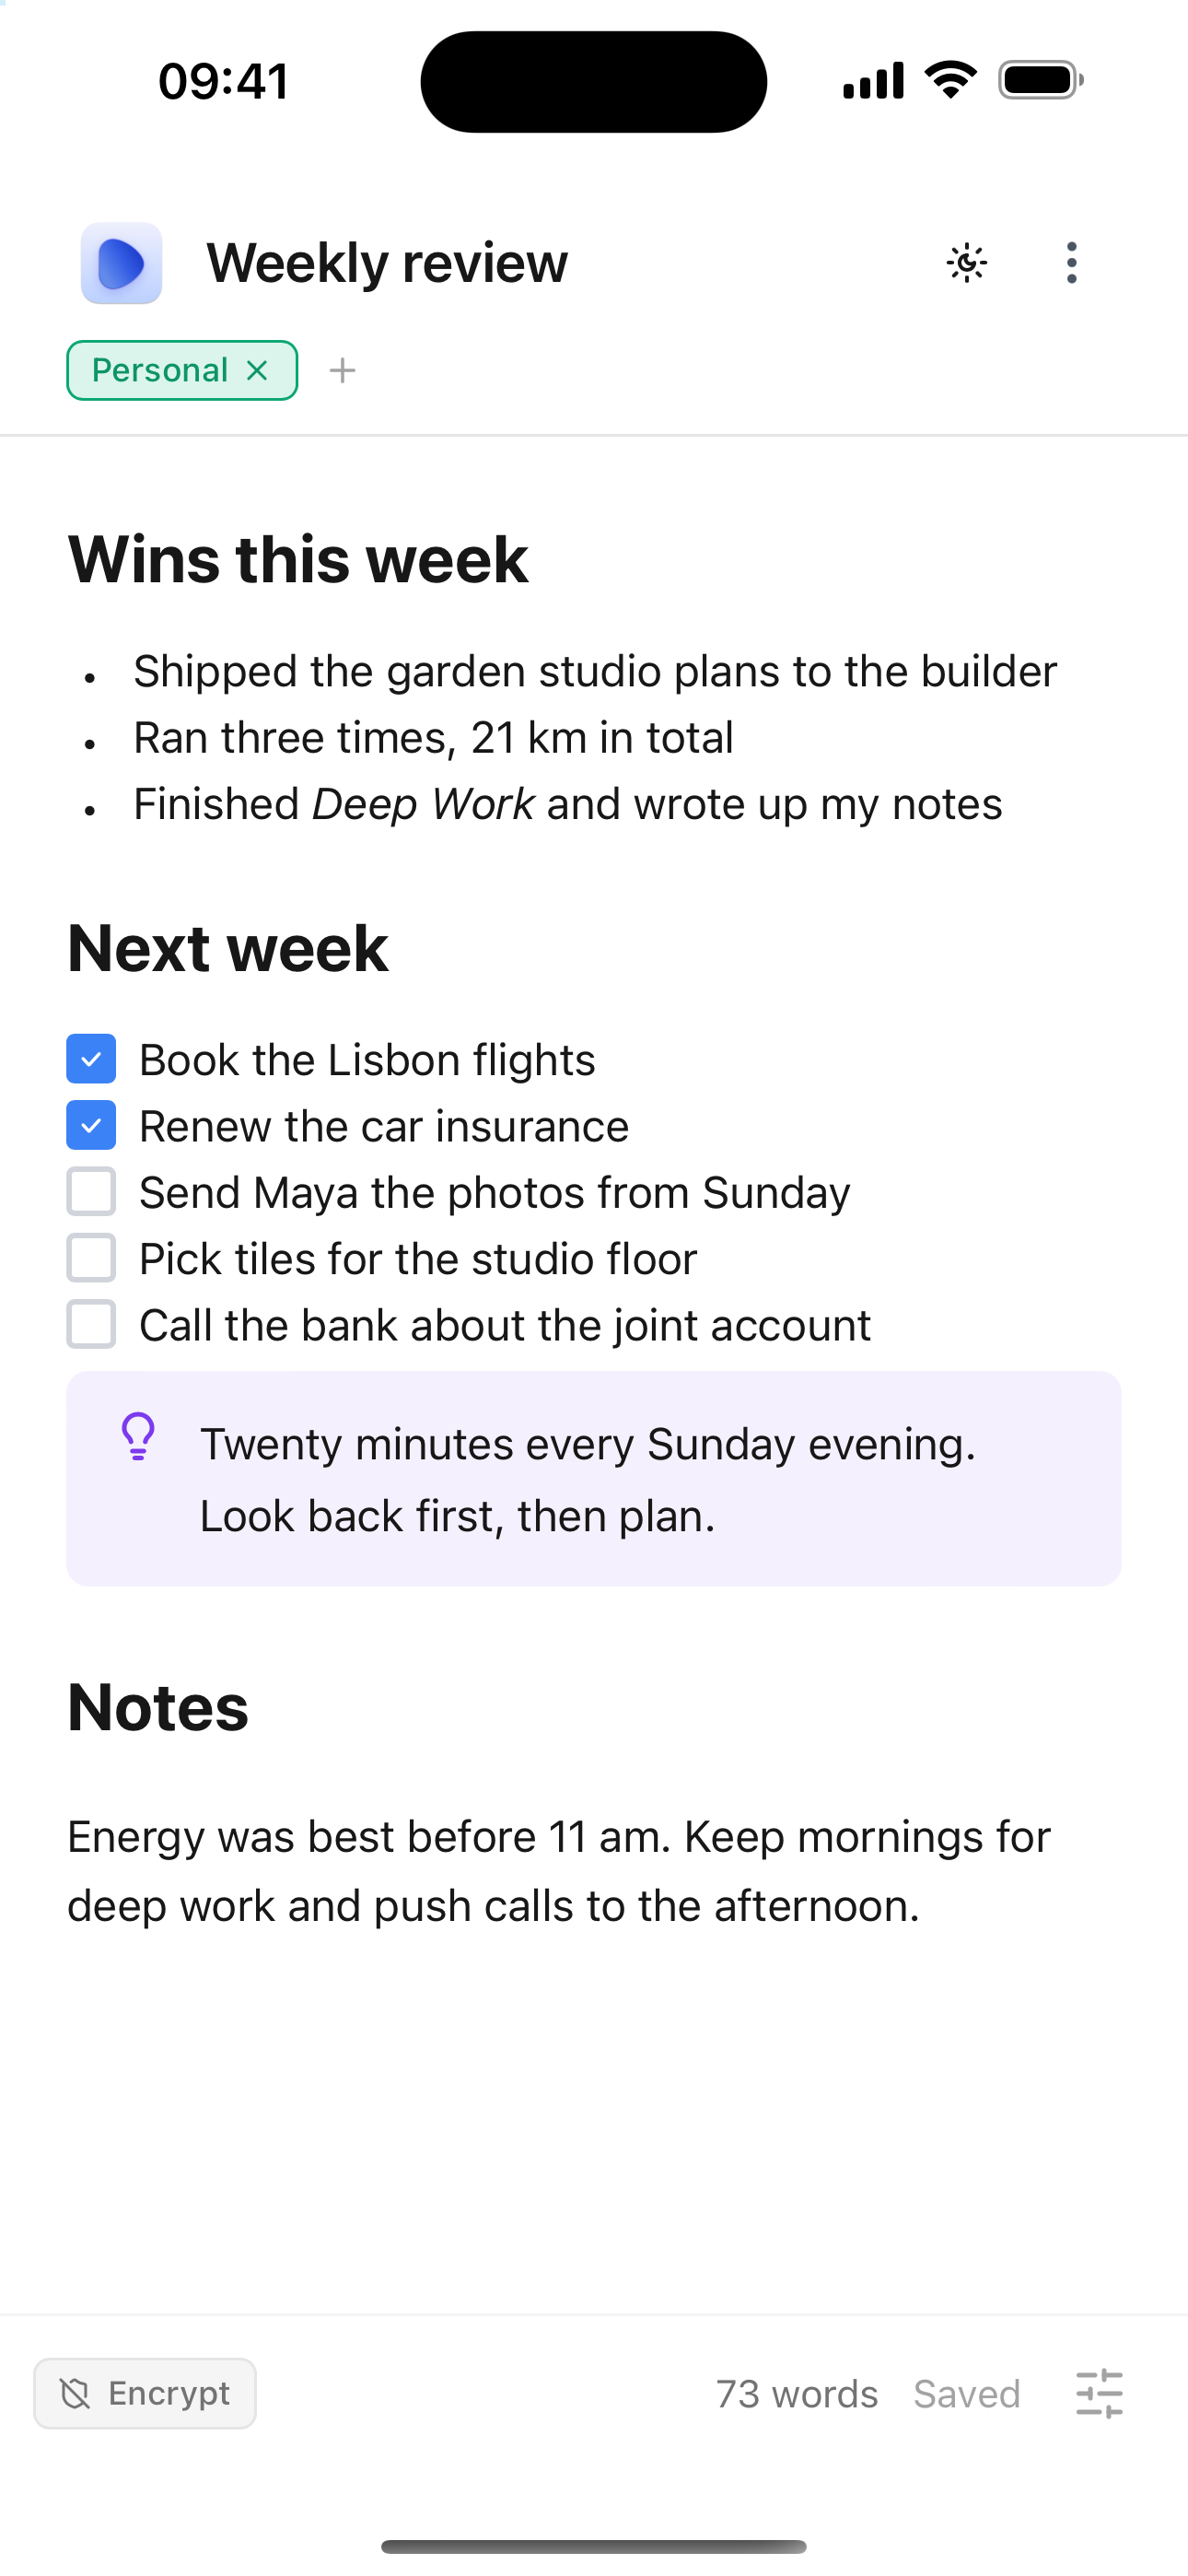 09:41
Weekly review
Personal
Wins this week
Shipped the garden studio plans to the builder
Ran three times, 21 km in total
Finished Deep Work and wrote up my notes
Next week
Book the Lisbon flights
Renew the car insurance
Send Maya the photos from Sunday
Pick tiles for the studio floor
Call the bank about the joint account
Twenty minutes every Sunday evening.
Look back first, then plan.
Notes
Energy was best before 11 am. Keep mornings for
deep work and push calls to the afternoon.
Encrypt
73 words Saved